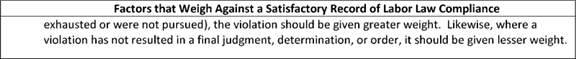 Factors that Weigh Against a Satisfactory Record of Labor Law Compliance
exhausted or were not pursued), the violation should be given greater weight.  Likewise, where a
violation has not resulted in a final judgment, determination, or order, it should be given lesser weight.